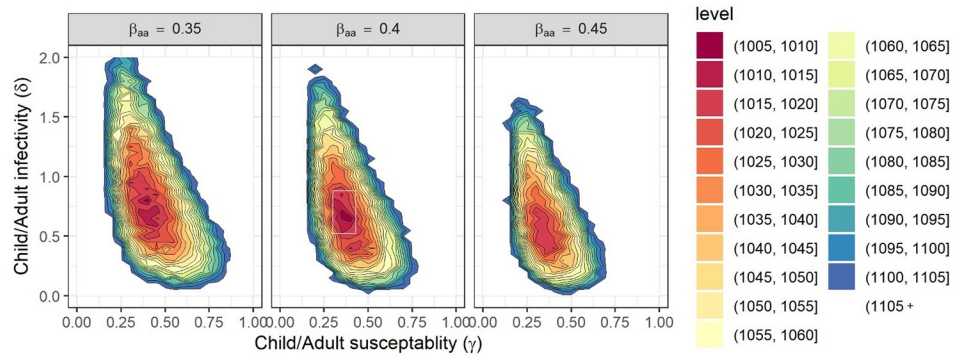 βaa = 0.35
βaa = 0.4
βaa = 0.45
Child/Adult infectivity (δ)
2.0
1.5
1.0
0.5
0.0
0.00 0.25 0.50 0.75 1.00
0.00 0.25 0.50 0.75 1.00
0.00 0.25 0.50 0.75 1.00
Child/Adult susceptablity (γ)
level
(1005, 1010]
(1010, 1015]
(1015, 1020]
(1020, 1025]
(1025, 1030]
(1030, 1035]
(1035, 1040]
(1040, 1045]
(1045, 1050]
(1050, 1055]
(1055, 1060]
(1060, 1065]
(1065, 1070]
(1070, 1075]
(1075, 1080]
(1080, 1085]
(1085, 1090]
(1090, 1095]
(1095, 1100]
(1100, 1105]
(1105 +